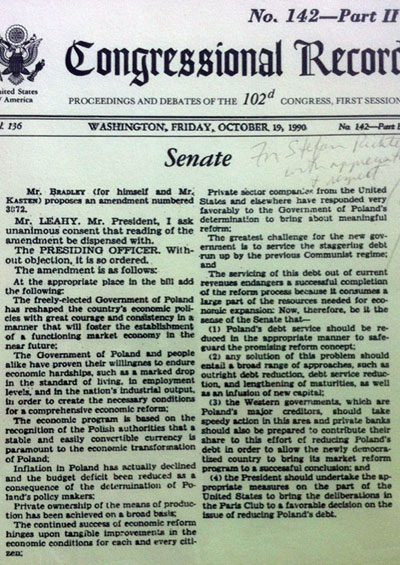 No. 142—Part II
Congressional Record
nited States
f America
PROCEEDINGS AND DEBATES OF THE 102d CONGRESS, FIRST SESSION
l. 136
WASHINGTON, FRIDAY, OCTOBER 19, 1990
No. 142—Part I
For Stefan
with appreciation
Senate
Mr. BRADLEY (for himself and Mr.
KASTEN) proposes an amendment numbered
3072.
Mr. LEAHY. Mr. President, I ask
unanimous consent that reading of the
amendment be dispensed with.
The PRESIDING OFFICER. With-
out objection, it is so ordered.
The amendment is as follows:
At the appropriate place in the bill add
the following:
The freely-elected Government of Poland
has reshaped the country's economic poli-
cies with great courage and consistency in a
manner that will foster the establishment
of a functioning market economy in the
near future;
The Government of Poland and people
alike have proven their willingnes to endure
economic hardships, such as a marked drop
in the standard of living, in employment
levels, and in the nation's industrial output,
in order to create the necessary conditions
for a comprehensive economic reform;
The economic program is based on the
recognition of the Polish authorities that a
stable and easily convertible currency is
paramount to the economic transformation
of Poland;
Inflation in Poland has actually declined
and the budget deficit been reduced as a
consequence of the determination of Po-
land's policy makers;
Private ownership of the means of produc-
tion has been achieved on a broad basis;
The continued success of economic reform
hinges upon tangible improvements in the
economic conditions for each and every citi-
zen;
Private sector companies from the United
States and elsewhere have responded very
favorably to the Government of Poland's
determination to bring about meaningful
reform;
The greatest challenge for the new gov-
ernment is to service the staggering debt
run up by the previous Communist regime;
and
The servicing of this debt out of current
revenues endangers a successful completion
of the reform process because it consumes a
large part of the resources needed for eco-
nomic expansion: Now, therefore, be it the
sense of the Senate that—
(1) Poland's debt service should be re-
duced in the appropriate manner to safe-
guard the promising reform concept;
(2) any solution of this problem should
entail a broad range of approaches, such as
outright debt reduction, debt service reduc-
tion, and lengthening of maturities, as well
as an infusion of new capital;
(3) the Western governments, which are
Poland's major creditors, should take
speedy action in this area and private banks
should also be prepared to contribute their
share to this effort of reducing Poland's
debt in order to allow the newly democra-
tised country to bring its market reform
program to a successful conclusion; and
(4) the President should undertake the ap-
propriate measures on the part of the
United States to bring the deliberations in
the Paris Club to a favorable decision on the
issue of reducing Poland's debt.